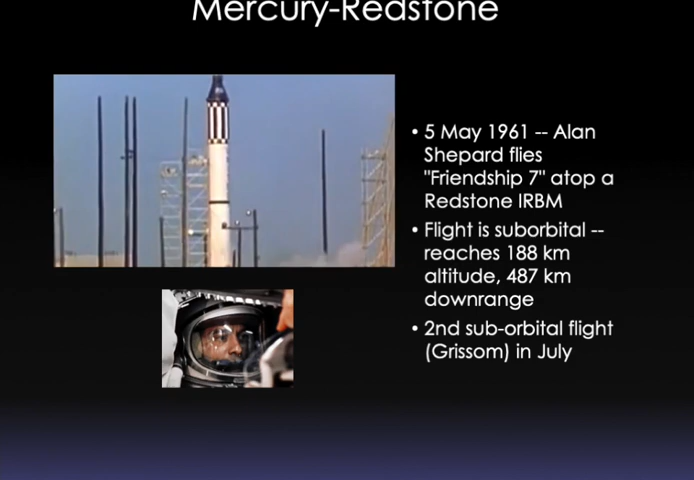 Mercury-Redstone
• 5 May 1961 -- Alan
Shepard flies
"Friendship 7" atop a
Redstone IRBM
• Flight is suborbital --
reaches 188 km
altitude, 487 km
downrange
• 2nd sub-orbital flight
(Grissom) in July